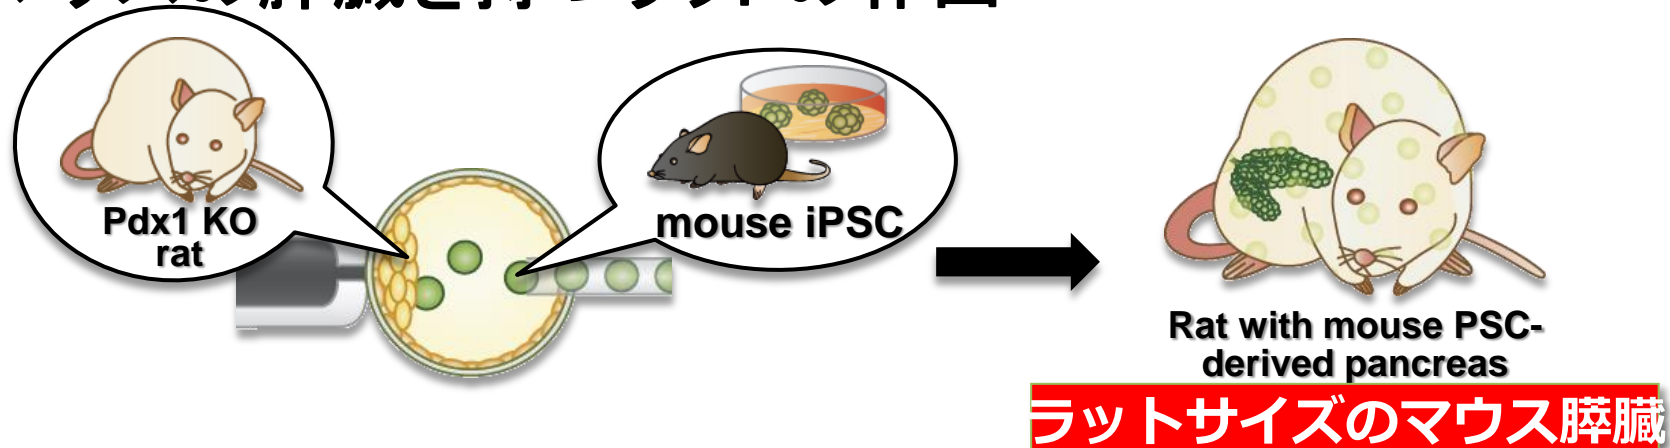 Pdx1 KO
rat
mouse iPSC
Rat with mouse PSC-
derived pancreas
ラットサイズのマウス膵臓